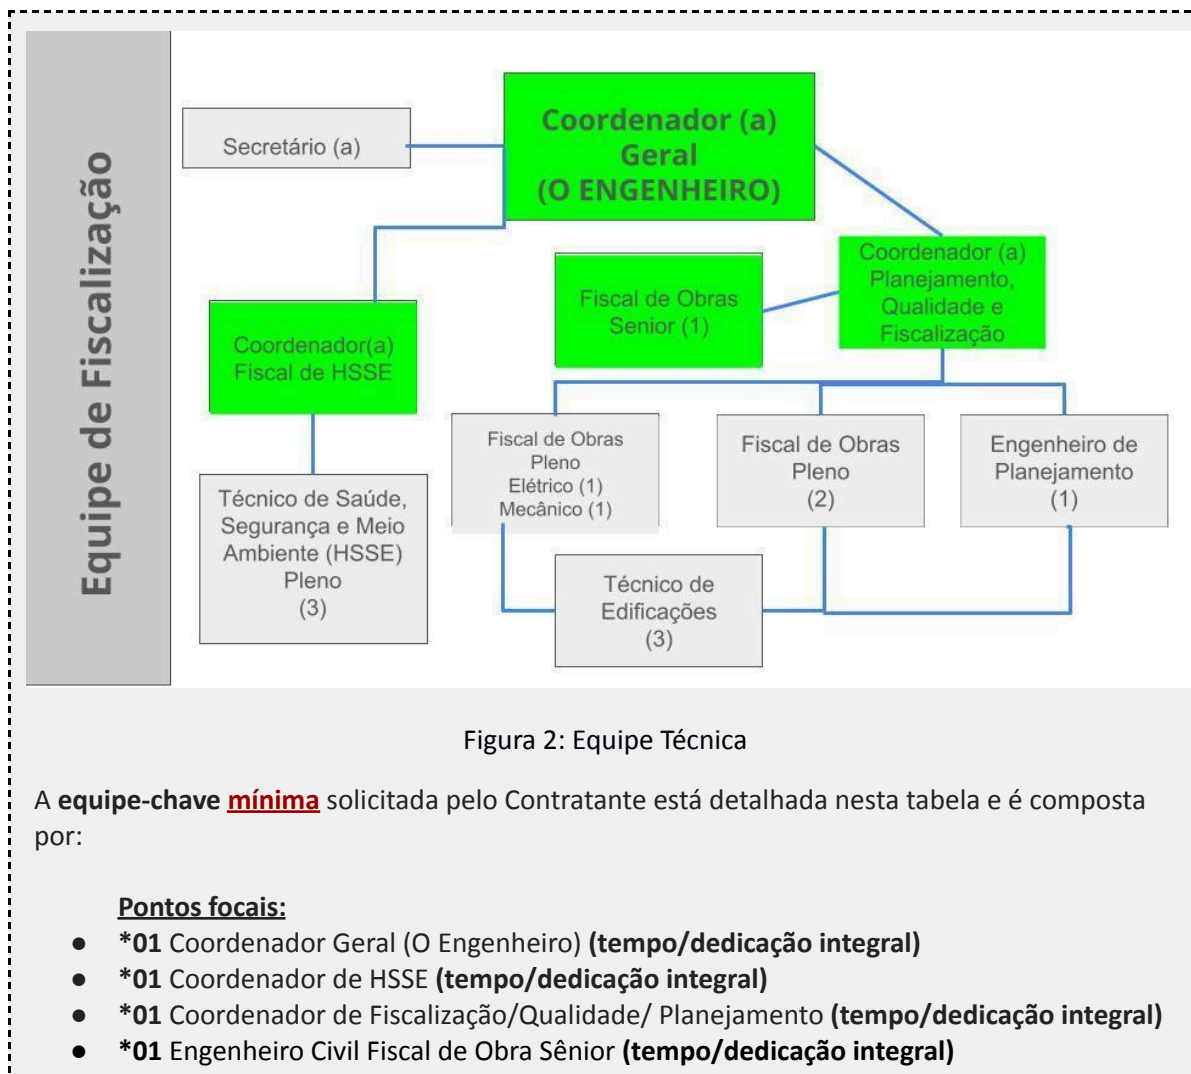 Equipe de Fiscalização
Secretário (a)
Coordenador (a)
Geral
(O ENGENHEIRO)
Coordenador (a)
Planejamento,
Qualidade e
Fiscalização
Fiscal de Obras
Senior (1)
Coordenador(a)
Fiscal de HSSE
Fiscal de Obras
Pleno
Elétrico (1)
Mecânico (1)
Fiscal de Obras
Pleno
(2)
Engenheiro de
Planejamento
(1)
Técnico de Saúde,
Segurança e Meio
Ambiente (HSSE)
Pleno
(3)
Técnico de
Edificações
(3)
Figura 2: Equipe Técnica
A equipe-chave mínima solicitada pelo Contratante está detalhada nesta tabela e é composta
por:
Pontos focais:
● *01 Coordenador Geral (O Engenheiro) (tempo/dedicação integral)
● *01 Coordenador de HSSE (tempo/dedicação integral)
● *01 Coordenador de Fiscalização/Qualidade/ Planejamento (tempo/dedicação integral)
● *01 Engenheiro Civil Fiscal de Obra Sênior (tempo/dedicação integral)